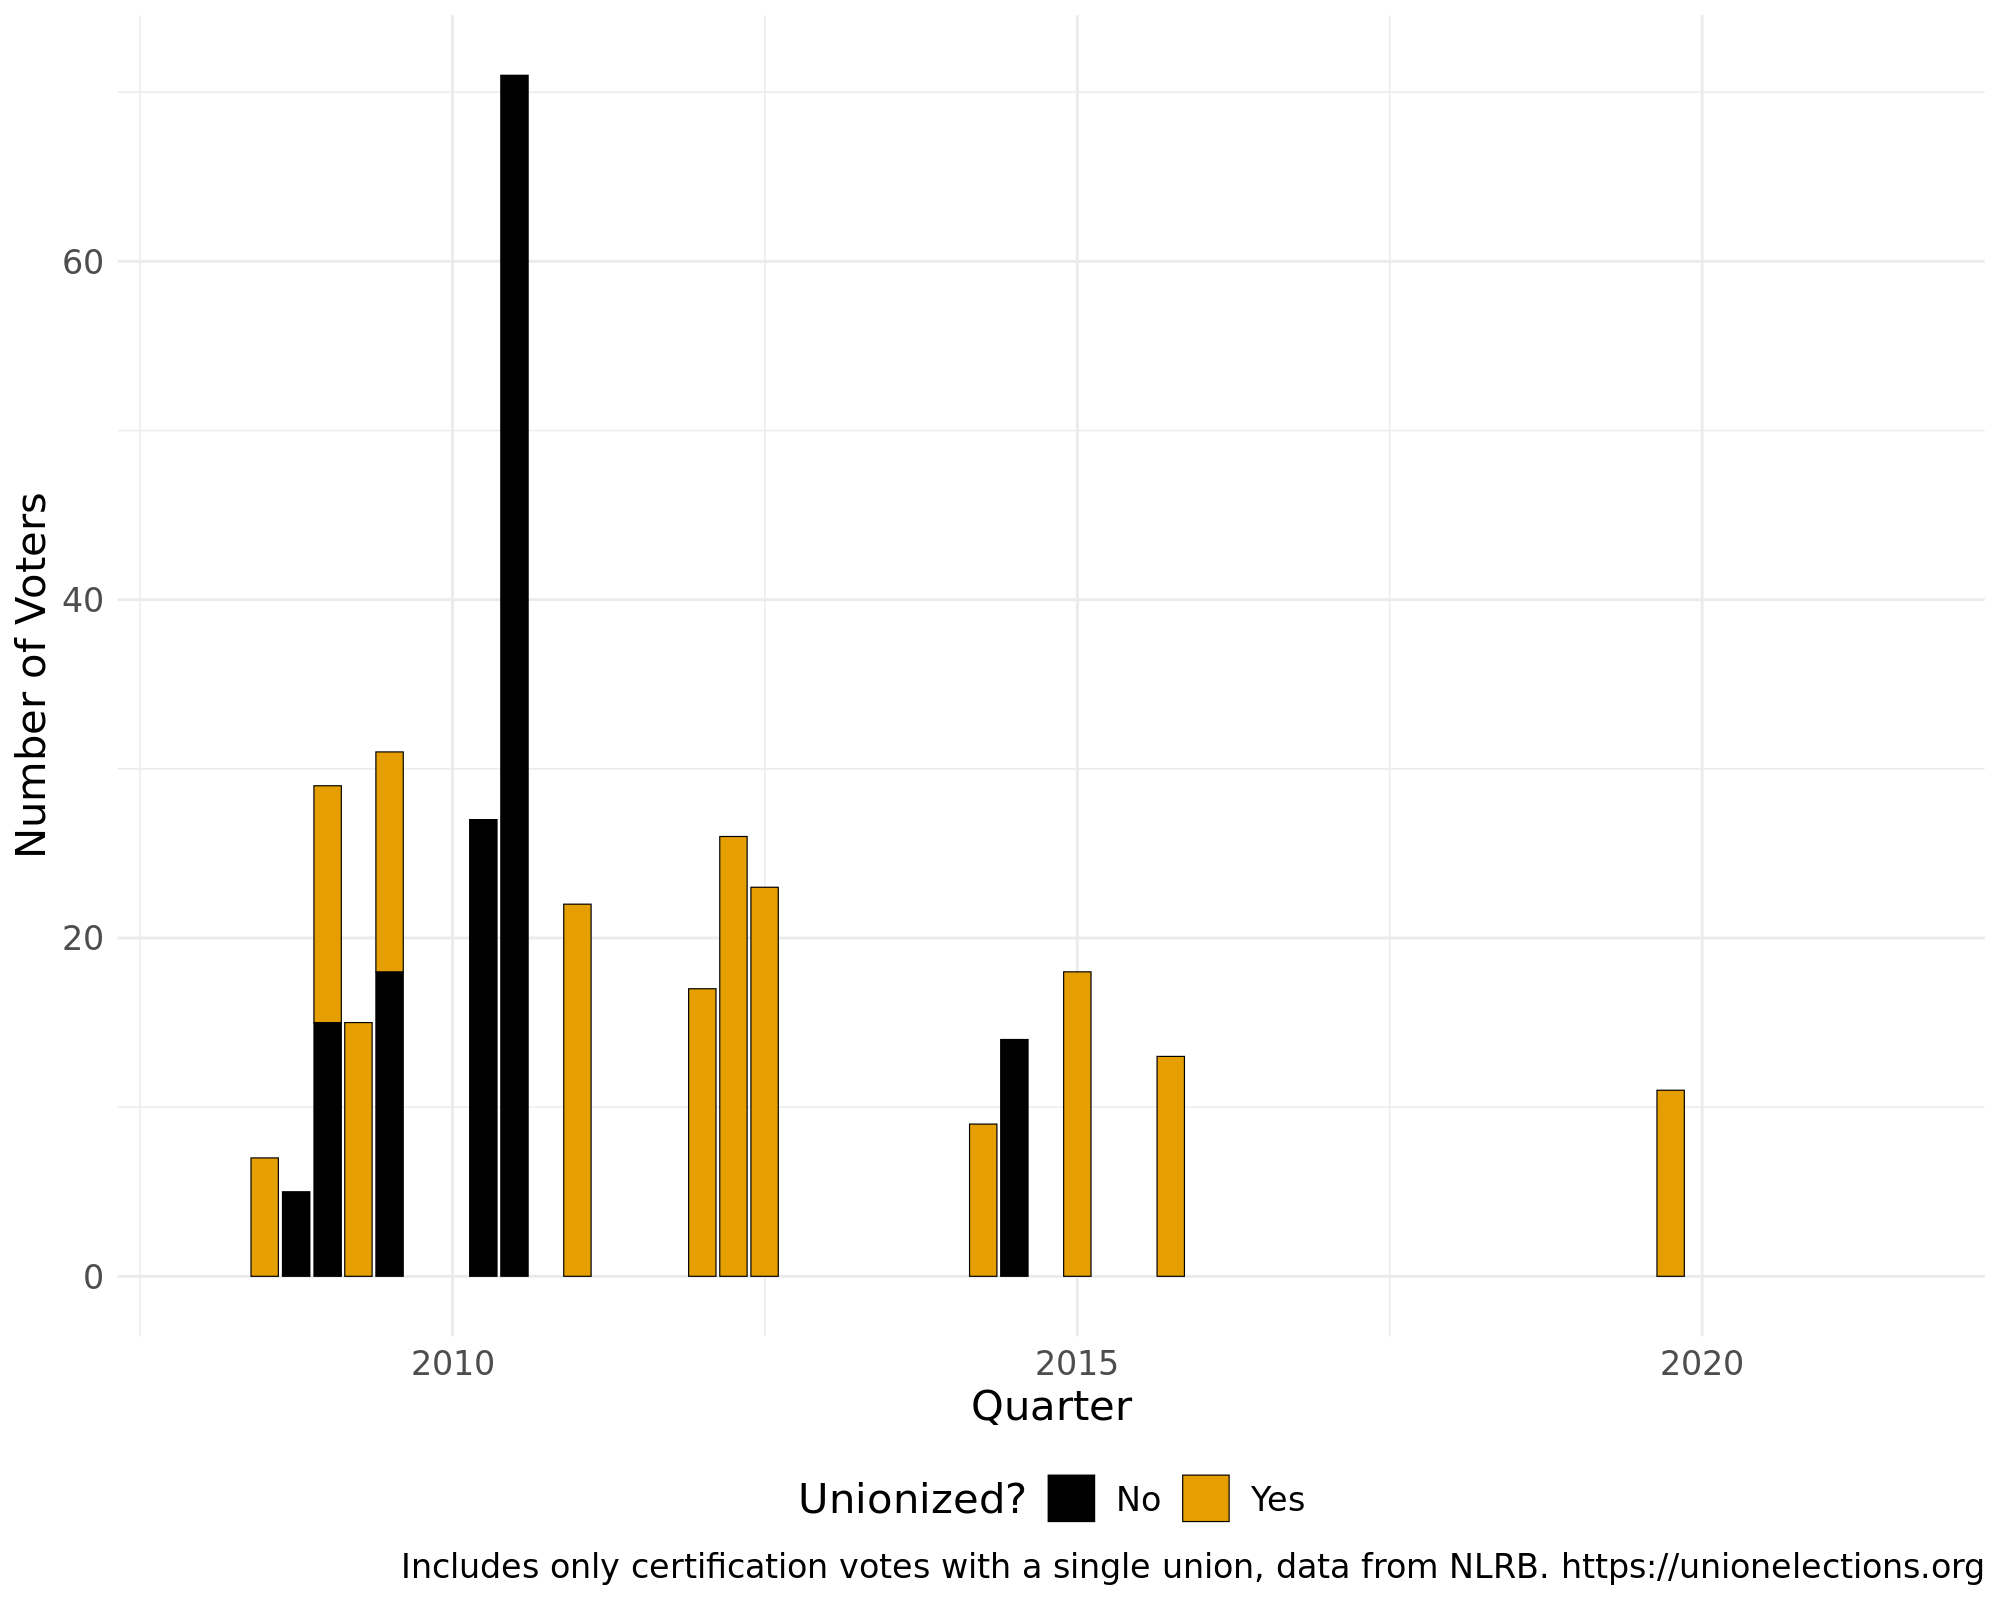 Number of Voters
60
40
20
0
2010 2015 2020
Quarter
Unionized? No Yes
Includes only certification votes with a single union, data from NLRB. https://unionelections.org